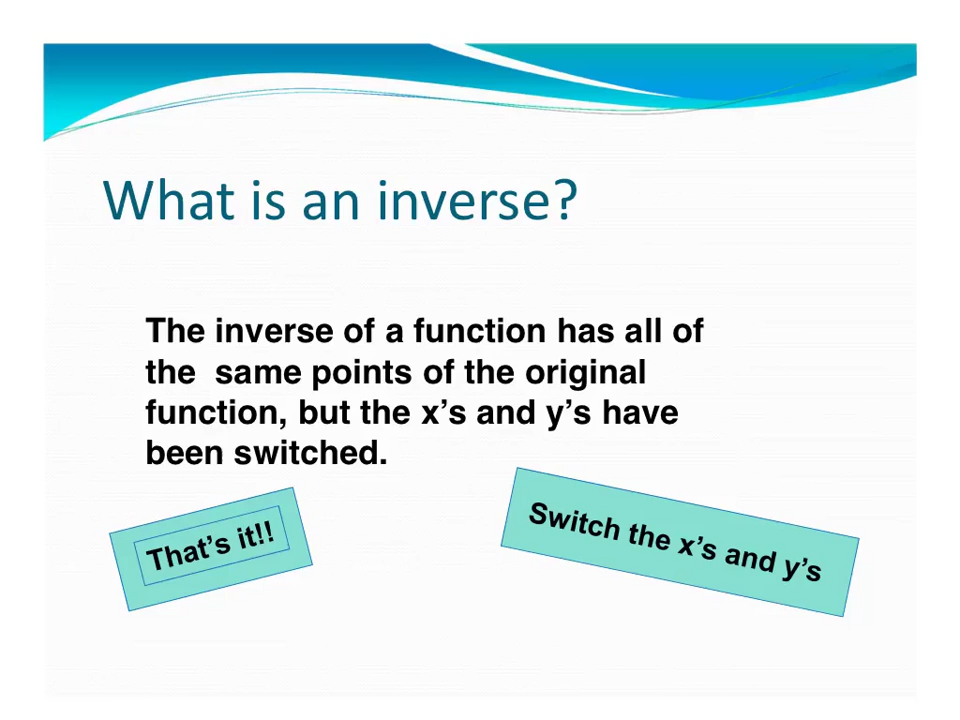 What is an inverse?
The inverse of a function has all of
the  same points of the original
function, but the x’s and y’s have
been switched.
That’s it!!
Switch the x’s and y’s